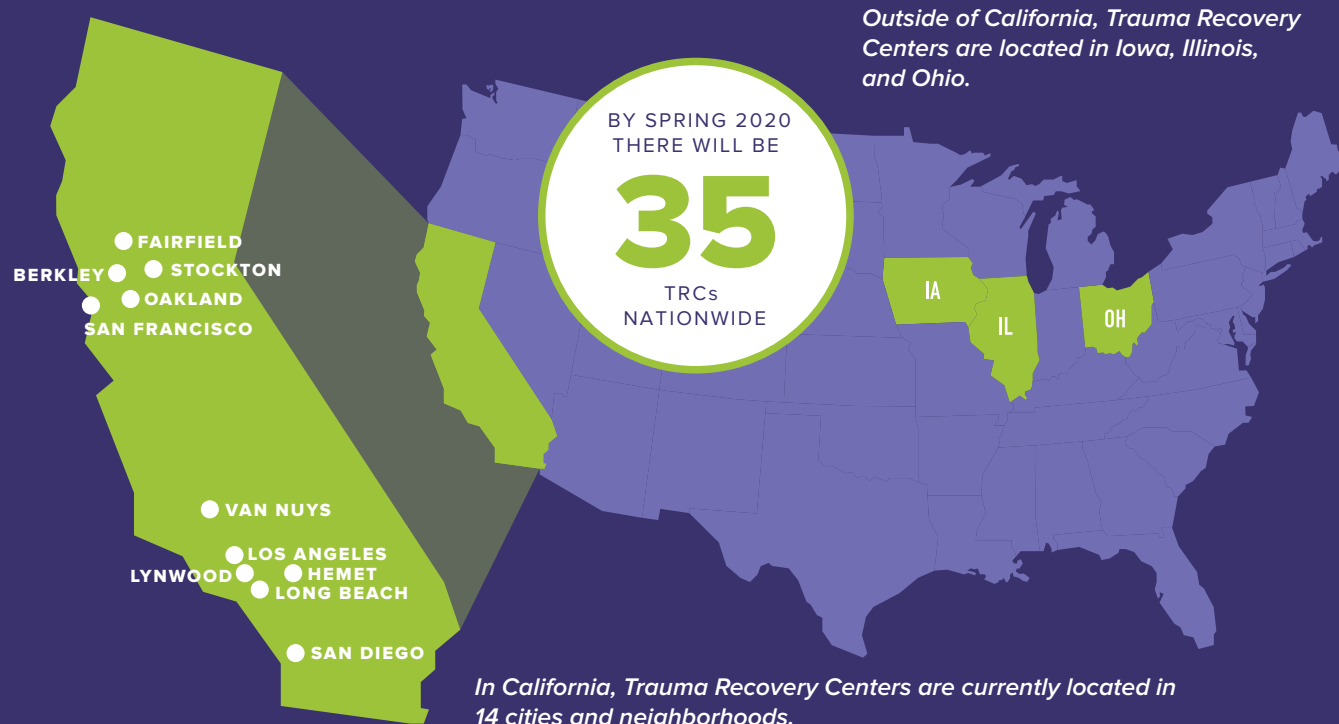 Outside of California, Trauma Recovery
Centers are located in Iowa, Illinois,
and Ohio.
BY SPRING 2020
THERE WILL BE
35
TRCs
NATIONWIDE
FAIRFIELD
BERKLEY
STOCKTON
OAKLAND
SAN FRANCISCO
IA
IL
OH
VAN NUYS
LOS ANGELES
LYNWOOD
HEMET
LONG BEACH
SAN DIEGO
In California, Trauma Recovery Centers are currently located in
14 cities and neighborhoods.